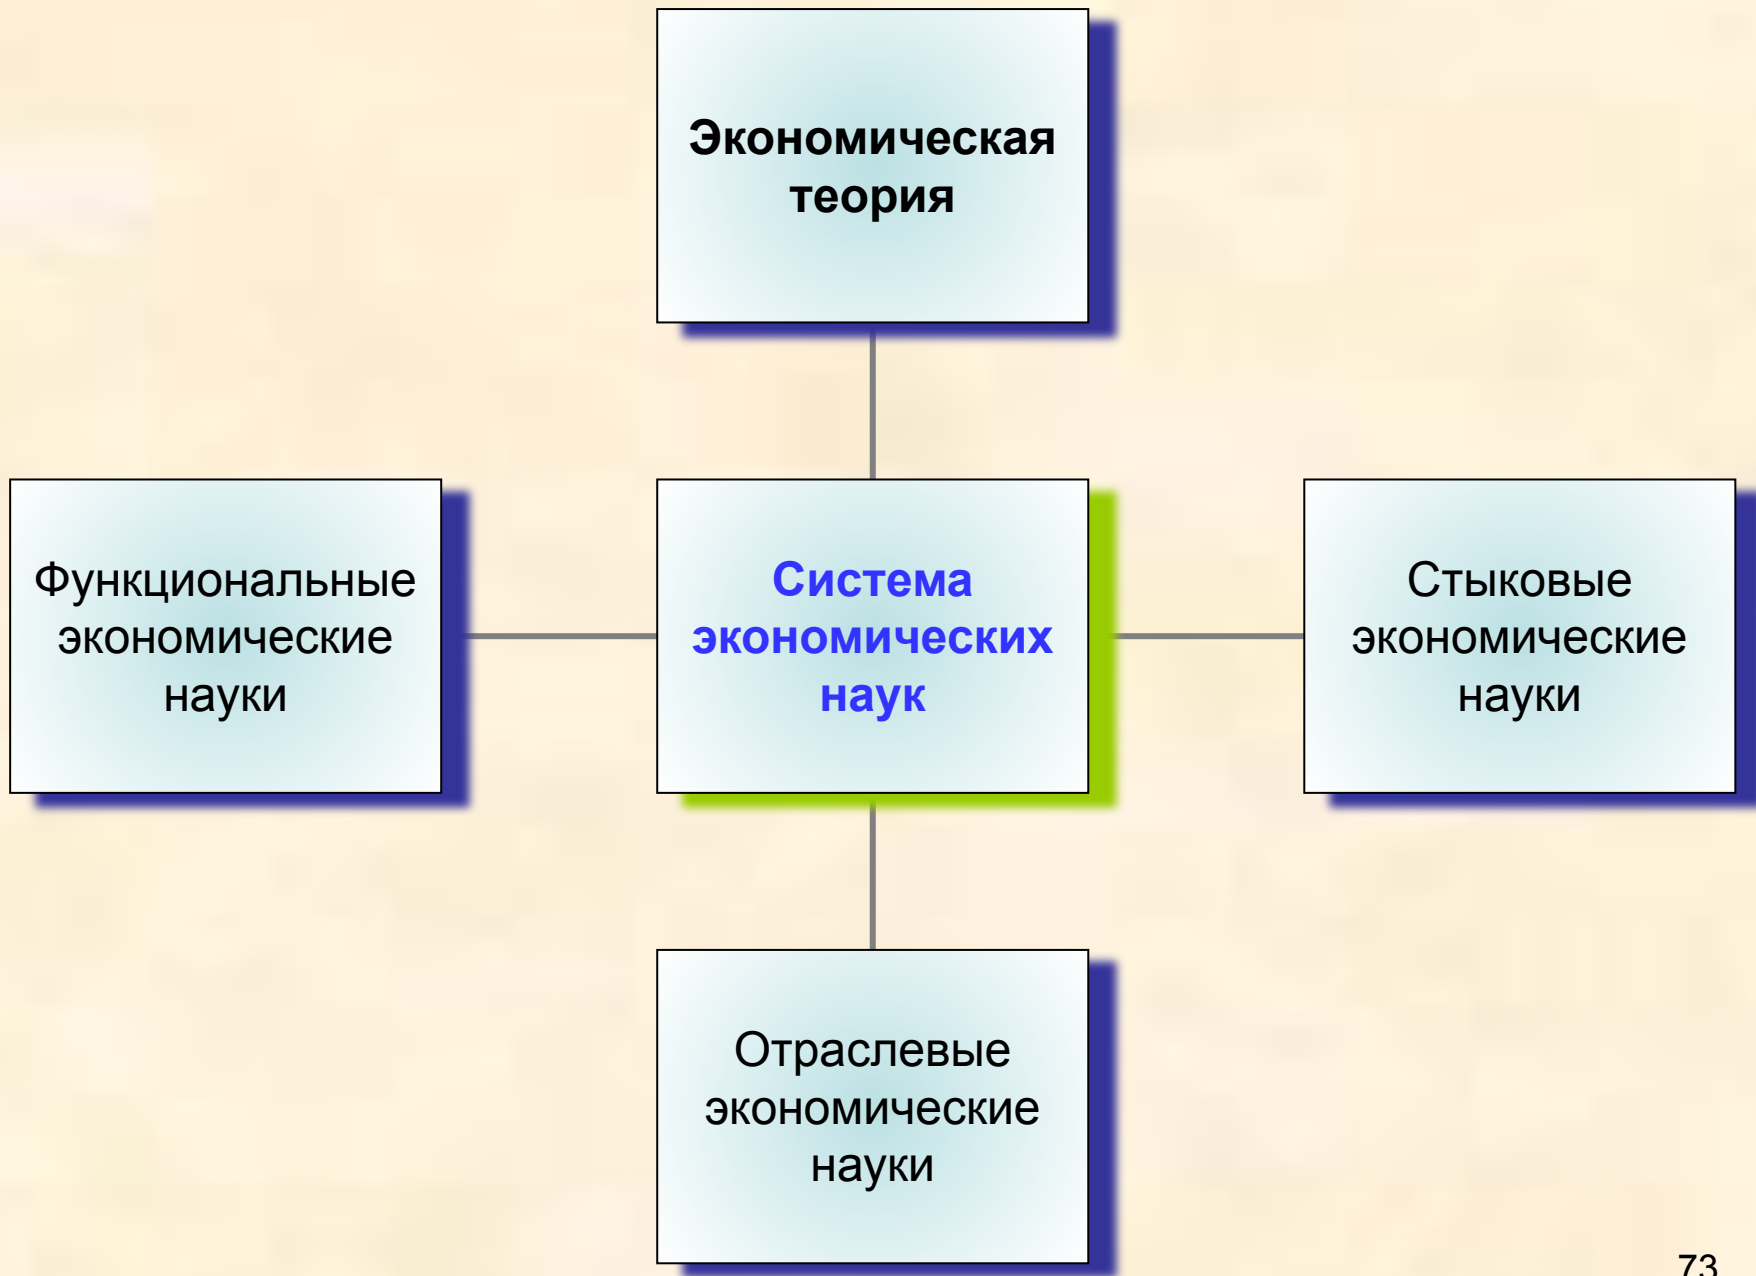 Экономическая
теория
Функциональные
экономические
науки
Система
экономических
наук
Стыковые
экономические
науки
Отраслевые
экономические
науки
73